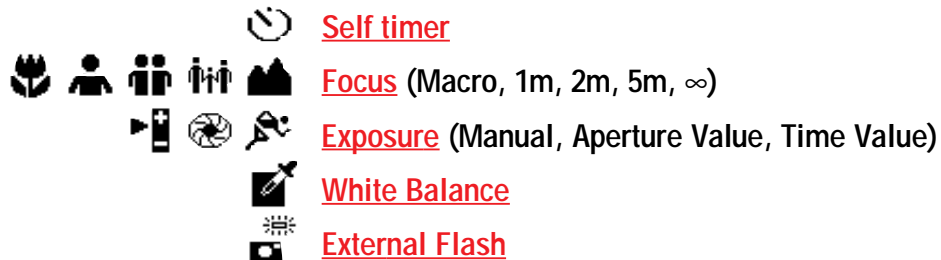 Self timer
Focus (Macro, 1m, 2m, 5m, ∞)
Exposure (Manual, Aperture Value, Time Value)
White Balance
External Flash